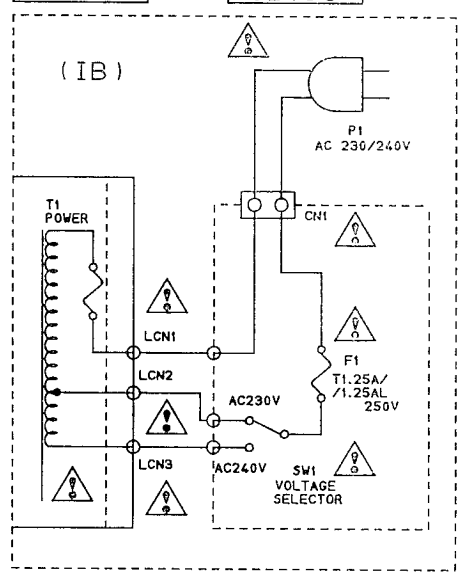 (IB)
P1
AC 230/240V
CN1
T1
POWER
LCN1
F1
T1.25A/
/1.25AL
250V
LCN2
AC230V
LCN3
AC240V
SW1
VOLTAGE
SELECTOR